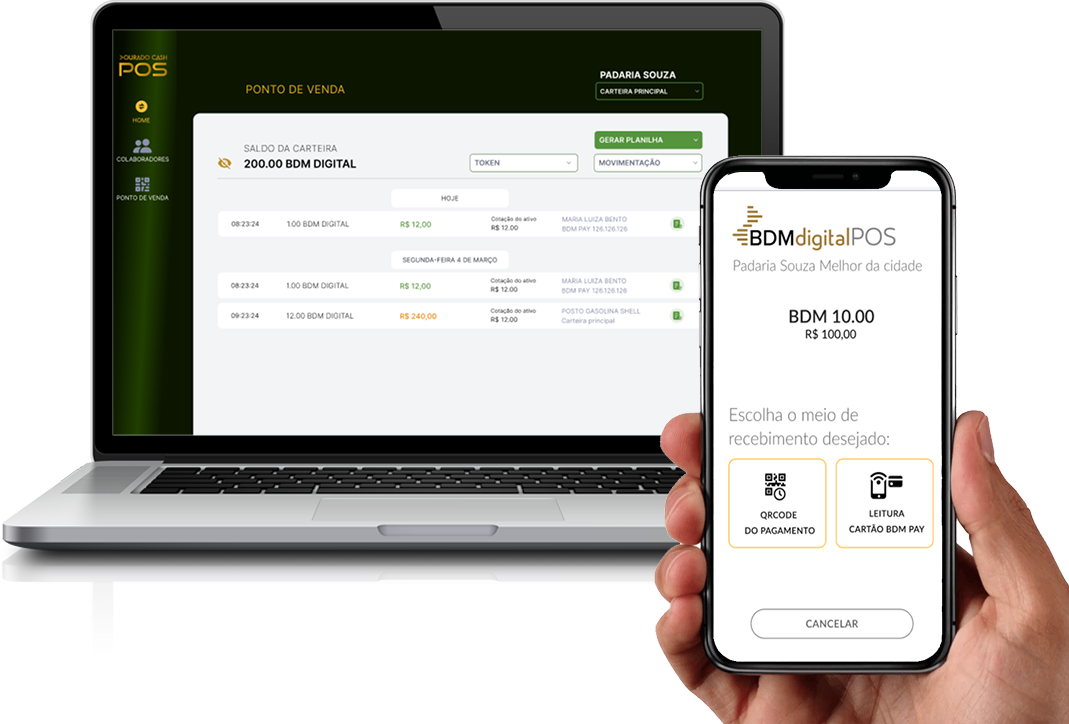 DOURADO CASH
POS
HOME
COLABORADORES
PONTO DE VENDA
PONTO DE VENDA
PADARIA SOUZA
CARTEIRA PRINCIPAL
GERAR PLANILHA
SALDO DA CARTEIRA
200.00 BDM DIGITAL
TOKEN
MOVIMENTAÇÃO
HOJE
08:23:24 1.00 BDM DIGITAL R$ 12,00 Cotação do ativo R$ 12.00 MARIA LUIZA BENTO BDM PAY 126.126.126
SEGUNDA-FEIRA 4 DE MARÇO
08:23:24 1.00 BDM DIGITAL R$ 12,00 Cotação do ativo R$ 12.00 MARIA LUIZA BENTO BDM PAY 126.126.126
09:23:24 12.00 BDM DIGITAL R$ 240,00 Cotação do ativo R$ 12.00 POSTO GASOLINA SHELL Carteira principal
BDMdigitalPOS
Padaria Souza Melhor da cidade
BDM 10.00
R$ 100,00
Escolha o meio de
recebimento desejado:
QRCODE
DO PAGAMENTO
LEITURA
CARTÃO BDM PAY
CANCELAR